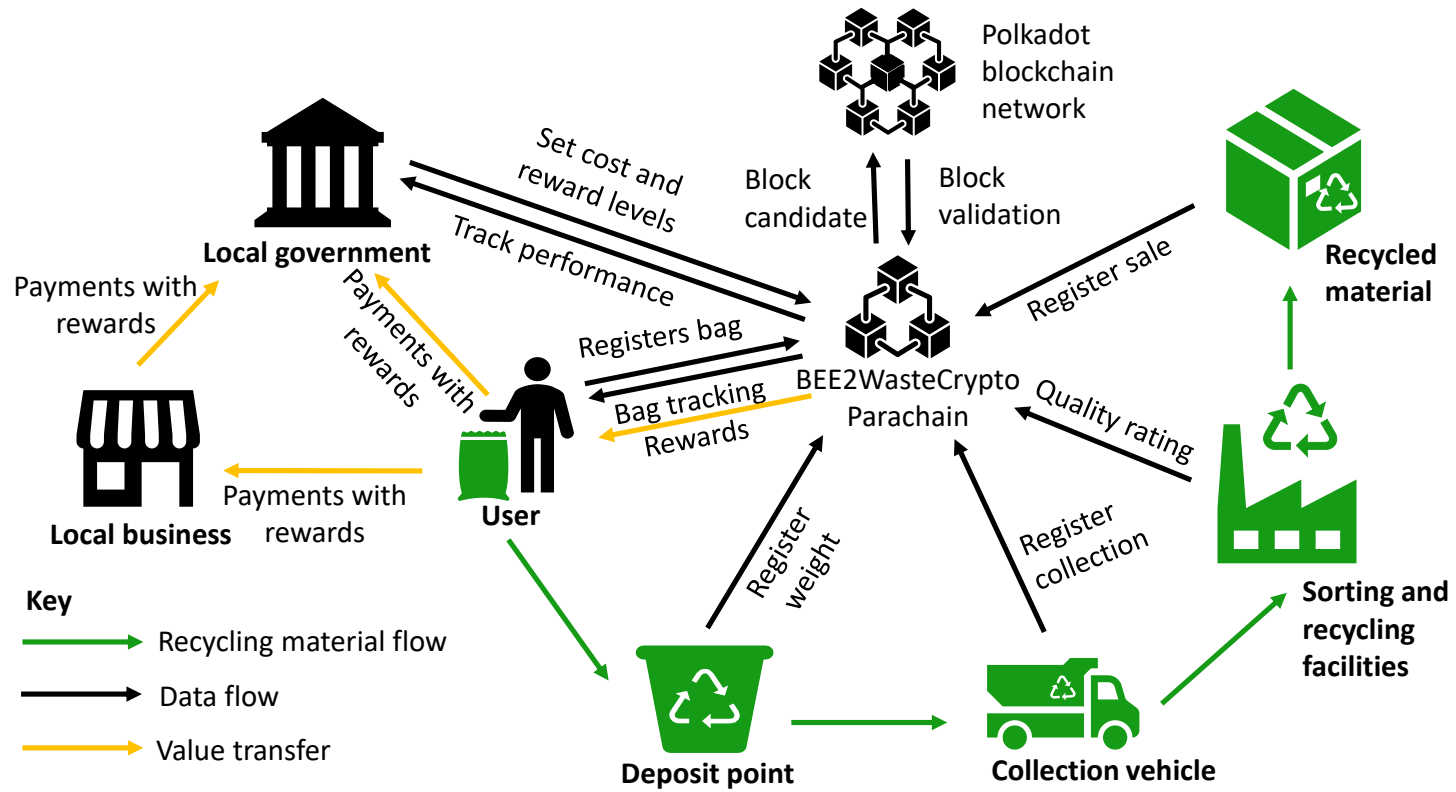 Polkadot
blockchain
network
Set cost and
reward levels
Track performance
Block
candidate
Block
validation
Local government
Payments with
rewards
Payments with
rewards
Register sale
Recycled
material
Registers bag
Bag tracking
Rewards
BEE2WasteCrypto
Parachain
Quality rating
Local business
Payments with
rewards
User
Register
weight
Register
collection
Sorting and
recycling
facilities
Key
Recycling material flow
Data flow
Value transfer
Deposit point
Collection vehicle